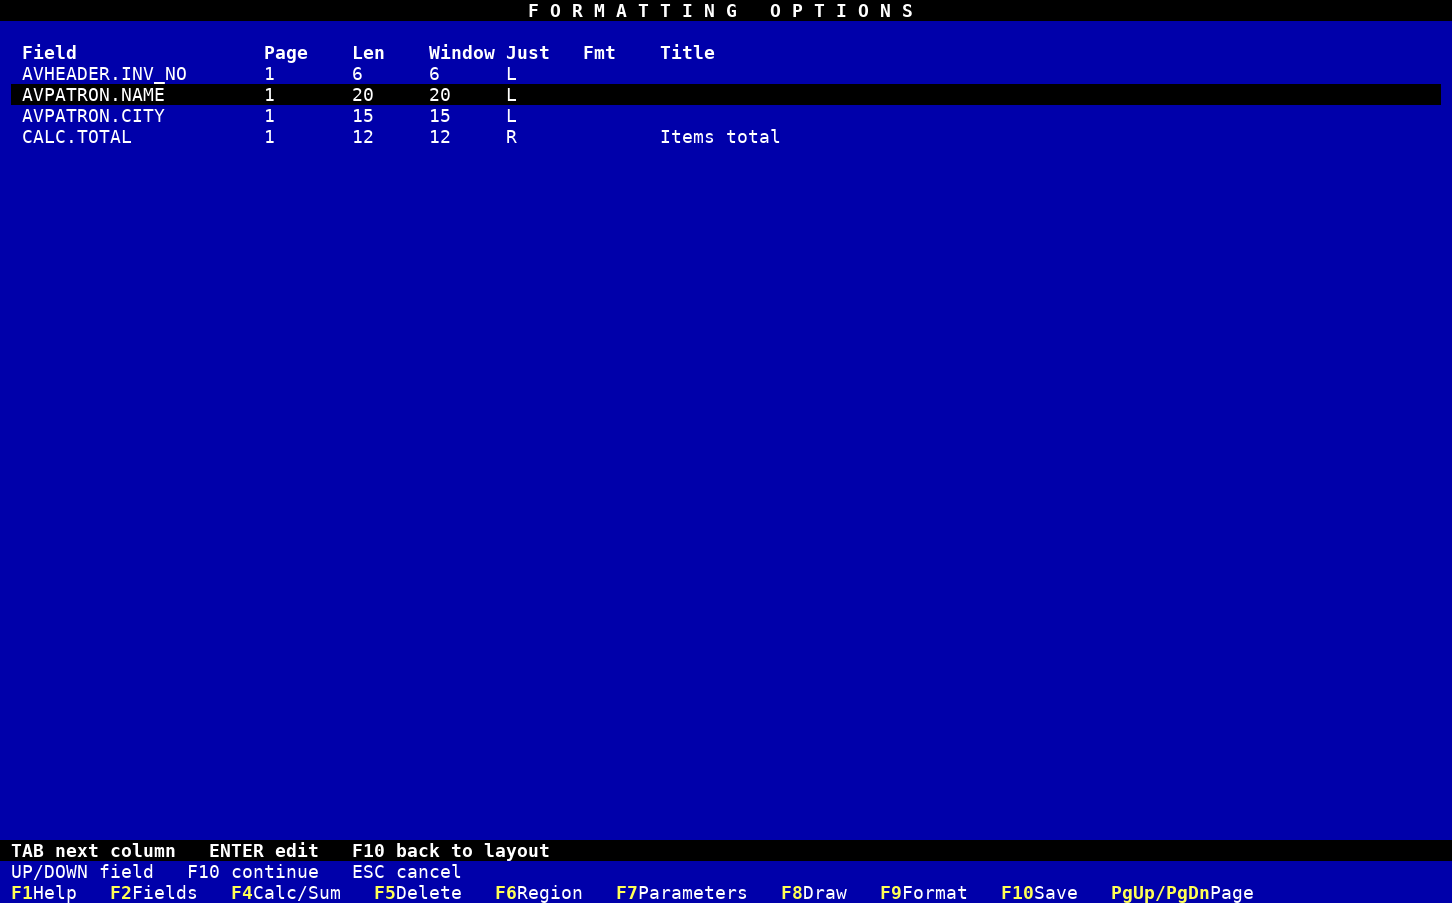 F O R M A T T I N G   O P T I O N S
Field Page Len Window Just Fmt Title
AVHEADER.INV_NO 1 6 6 L
AVPATRON.NAME 1 20 20 L
AVPATRON.CITY 1 15 15 L
CALC.TOTAL 1 12 12 R Items total
TAB next column   ENTER edit   F10 back to layout
UP/DOWN field   F10 continue   ESC cancel
F1Help   F2Fields   F4Calc/Sum   F5Delete   F6Region   F7Parameters   F8Draw   F9Format   F10Save   PgUp/PgDnPage